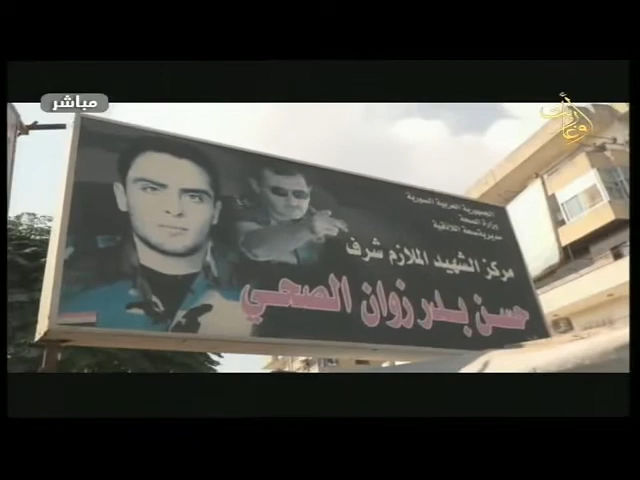 مباشر
الجمهورية العربية السورية
وزارة الصحة
مديرية صحة اللاذقية
مركز الشهيد الملازم شرف
حسن بدر زوان الصحي